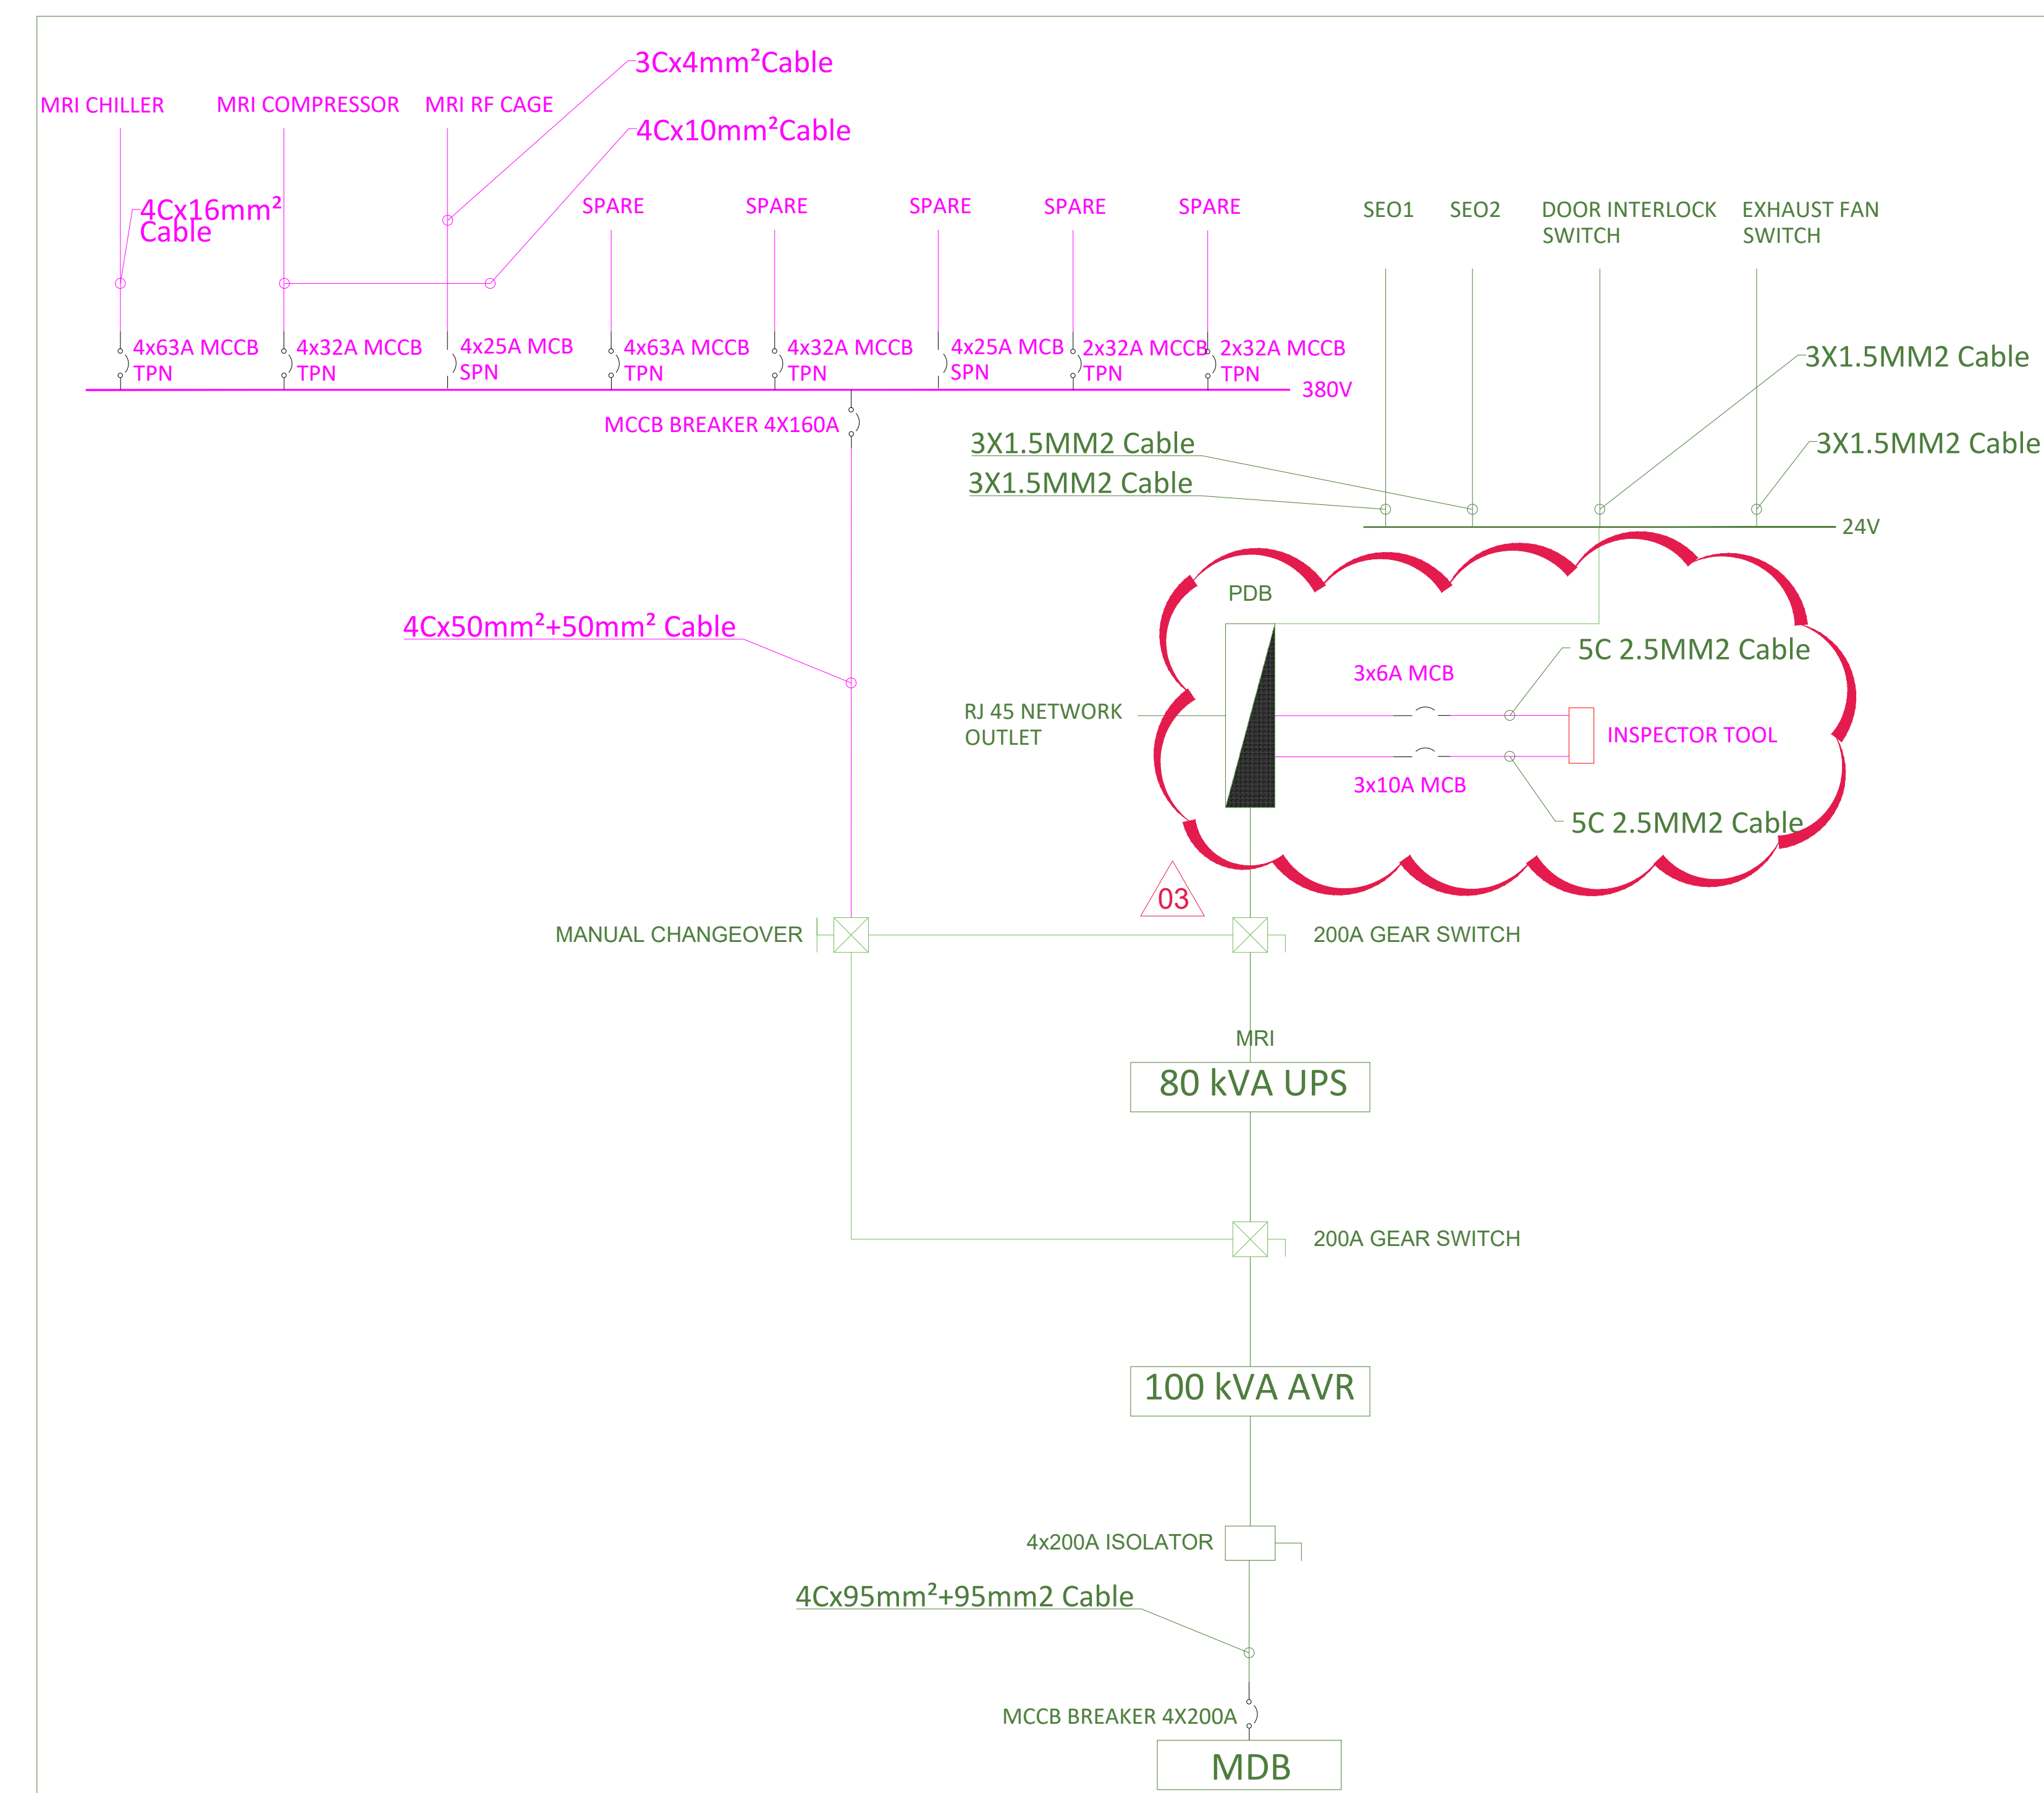 3Cx4mm²Cable
MRI CHILLER
MRI COMPRESSOR
MRI RF CAGE
4Cx10mm²Cable
4Cx16mm²
Cable
SPARE
SPARE
SPARE
SPARE
SPARE
SEO1
SEO2
DOOR INTERLOCK
SWITCH
EXHAUST FAN
SWITCH
4x63A MCCB
TPN
4x32A MCCB
TPN
4x25A MCB
SPN
4x63A MCCB
TPN
4x32A MCCB
TPN
4x25A MCB
SPN
2x32A MCCB
TPN
2x32A MCCB
TPN
380V
3X1.5MM2 Cable
MCCB BREAKER 4X160A
3X1.5MM2 Cable
3X1.5MM2 Cable
3X1.5MM2 Cable
24V
PDB
4Cx50mm²+50mm² Cable
5C 2.5MM2 Cable
3x6A MCB
RJ 45 NETWORK
OUTLET
INSPECTOR TOOL
3x10A MCB
5C 2.5MM2 Cable
03
MANUAL CHANGEOVER
200A GEAR SWITCH
MRI
80 kVA UPS
200A GEAR SWITCH
100 kVA AVR
4x200A ISOLATOR
4Cx95mm²+95mm2 Cable
MCCB BREAKER 4X200A
MDB